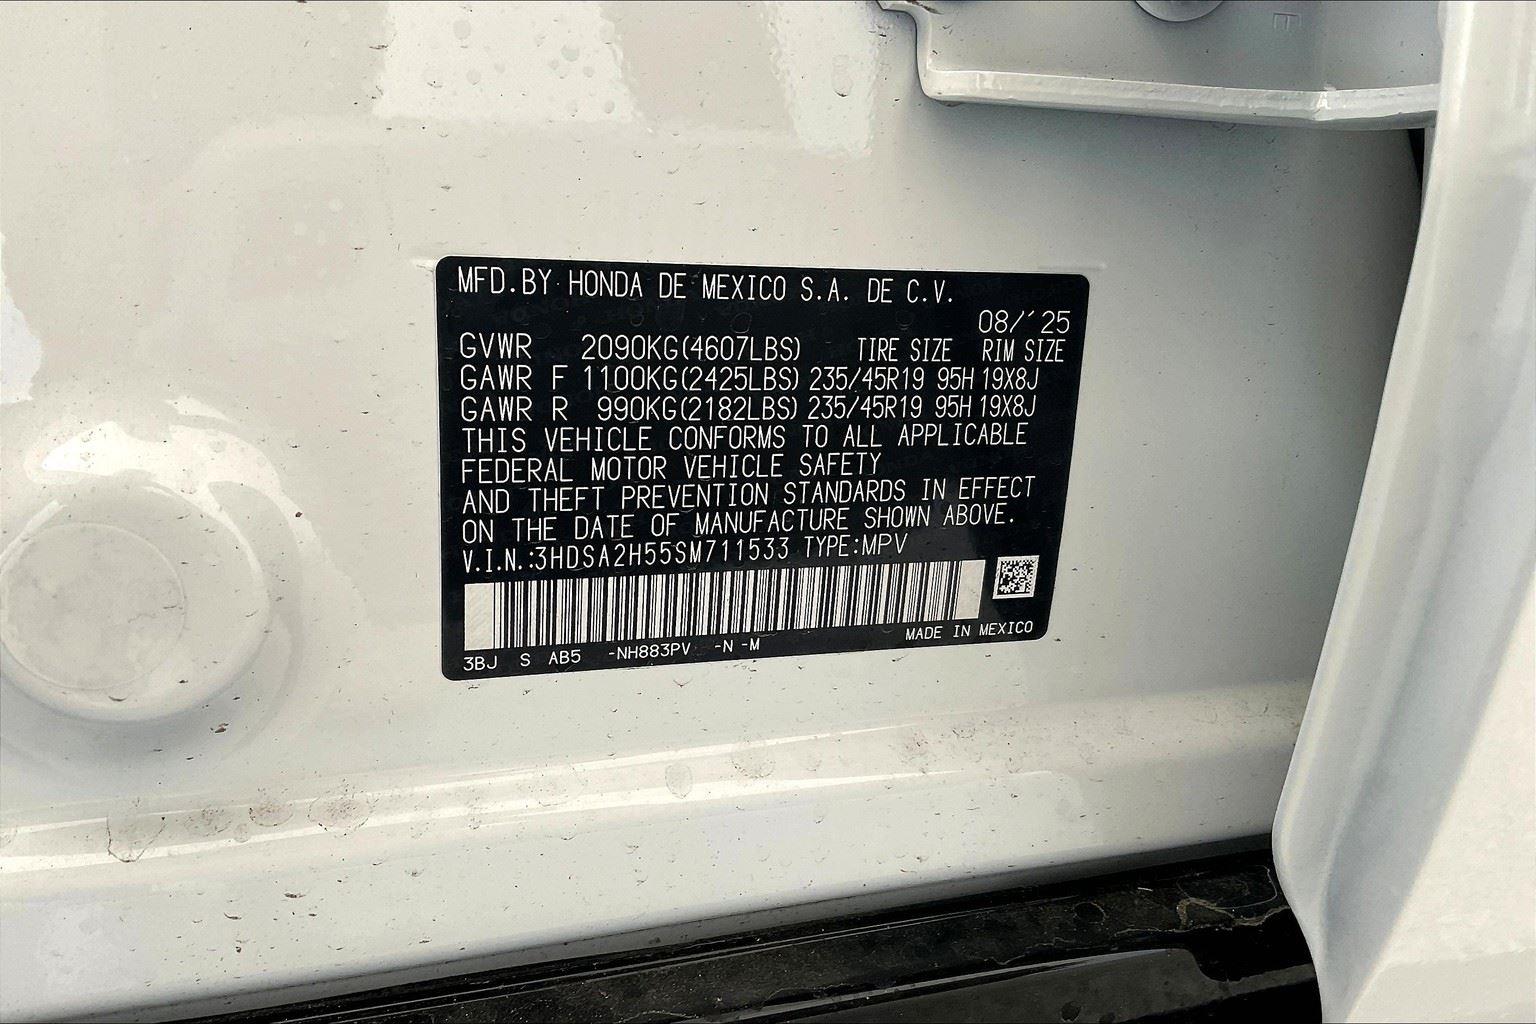 MFD.BY HONDA DE MEXICO S.A. DE C.V.
08/´25
GVWR 2090KG(4607LBS) TIRE SIZE RIM SIZE
GAWR F 1100KG(2425LBS) 235/45R19 95H 19X8J
GAWR R 990KG(2182LBS) 235/45R19 95H 19X8J
THIS VEHICLE CONFORMS TO ALL APPLICABLE
FEDERAL MOTOR VEHICLE SAFETY
AND THEFT PREVENTION STANDARDS IN EFFECT
ON THE DATE OF MANUFACTURE SHOWN ABOVE.
V.I.N.:3HDSA2H55SM711533 TYPE:MPV
MADE IN MEXICO
3BJ S AB5 -NH883PV -N -M